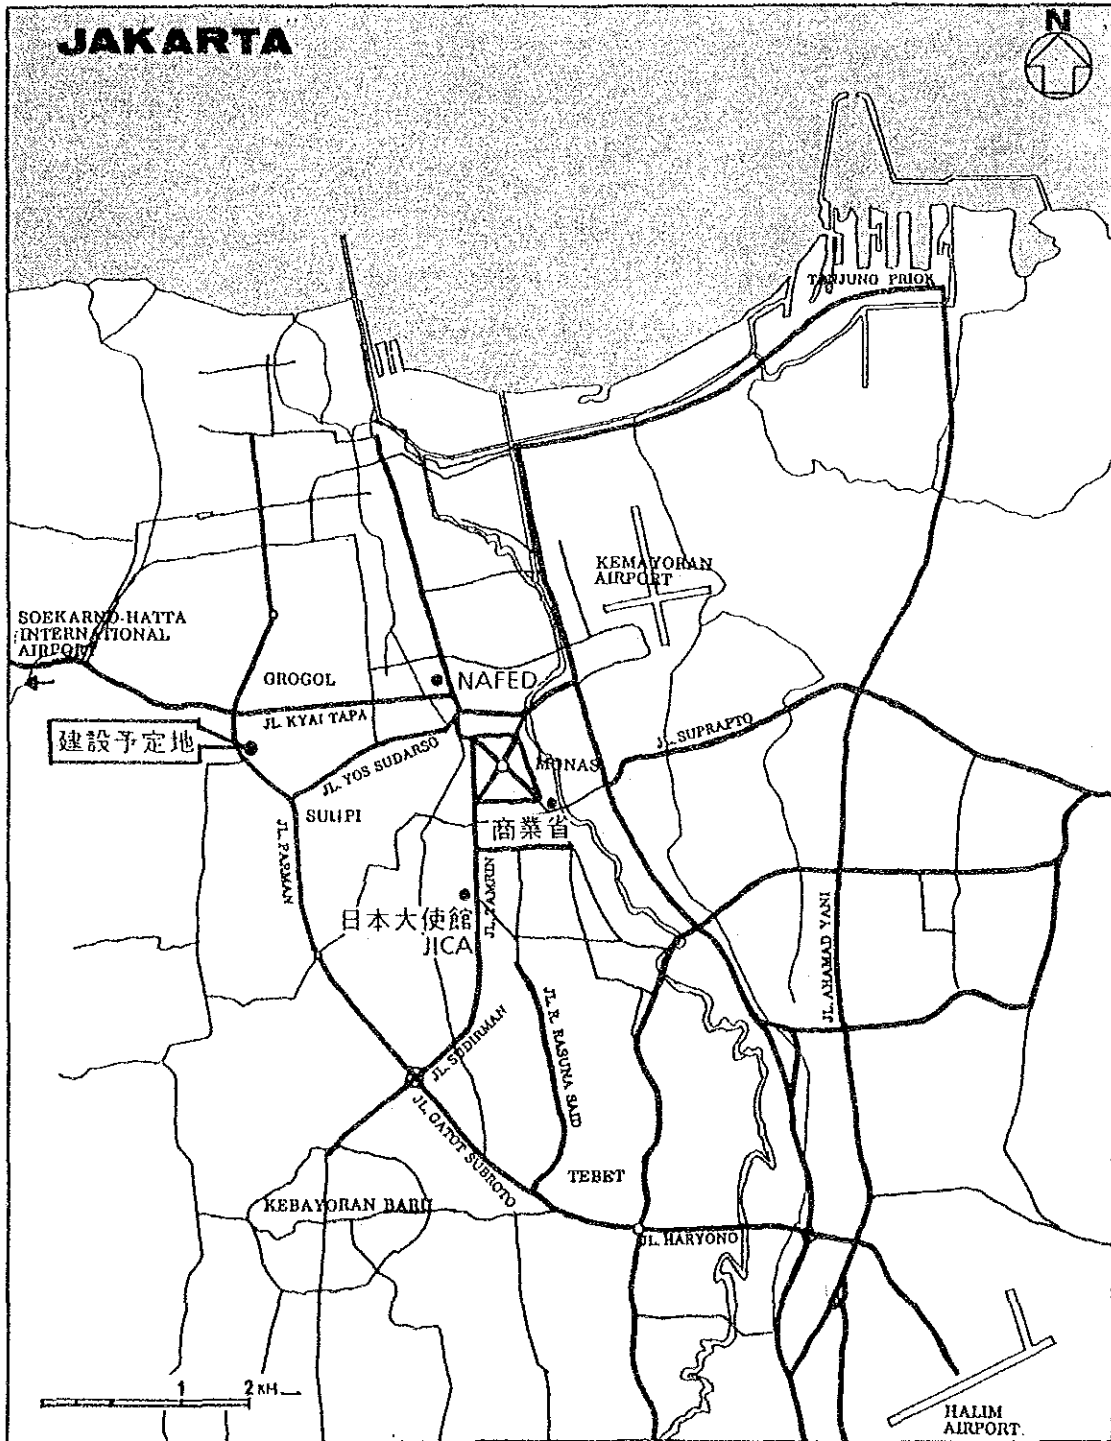 JAKARTA
N
TANJUNG PRIOK
KEMAYORAN
AIRPORT
SOEKARNO-HATTA
INTERNATIONAL
AIRPORT
GROGOL
NAFED
JL. KYAI TAPA
建設予定地
JL. YOS SUDARSO
MONAS
JL. SUPRAPTO
SLIIPI
商業省
JL. PARMAN
JL. TAMRIN
日本大使館
JICA
JL. AHAMAD YANI
JL. R. RASUNA SAID
JL. SUDIRMAN
JL. GATOT SUBROTO
TEBET
KEBAYORAN BARU
JL. HARYONO
1 2 KM
HALIM
AIRPORT